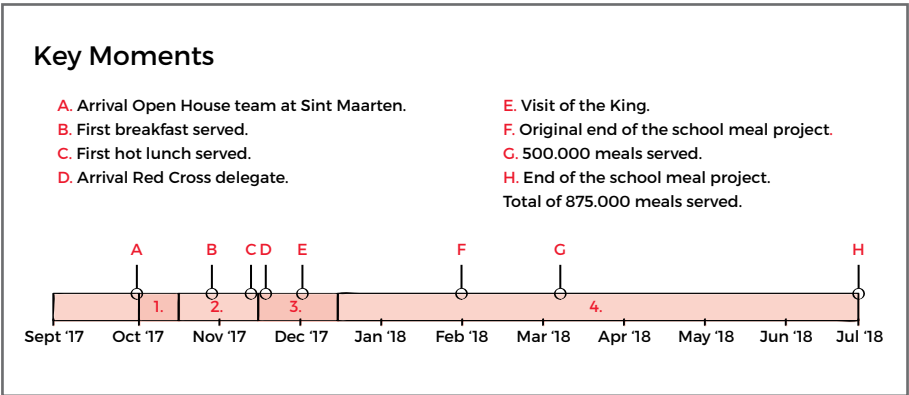 Key Moments
A. Arrival Open House team at Sint Maarten.
B. First breakfast served.
C. First hot lunch served.
D. Arrival Red Cross delegate.
E. Visit of the King.
F. Original end of the school meal project.
G. 500.000 meals served.
H. End of the school meal project.
Total of 875.000 meals served.
A B C D E F G H
1. 2. 3. 4.
Sept ‘17 Oct ‘17 Nov ‘17 Dec ‘17 Jan ‘18 Feb ‘18 Mar ‘18 Apr ‘18 May ‘18 Jun ‘18 Jul ‘18